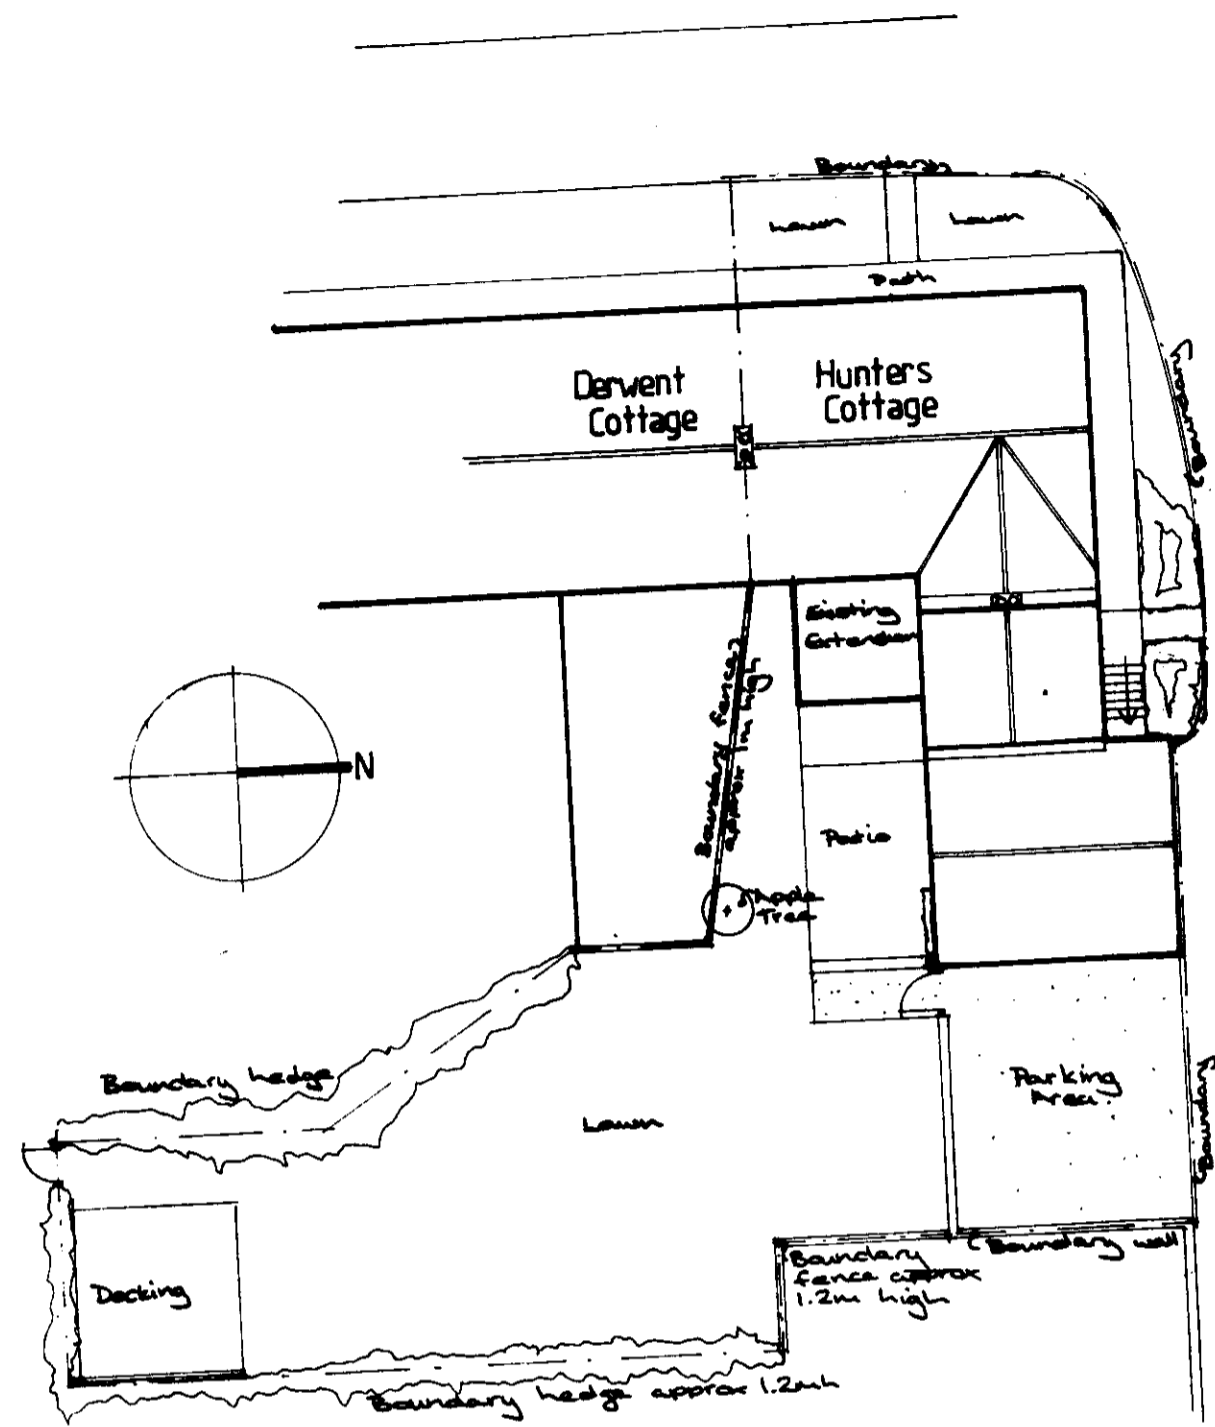 Boundary
Lawn
Lawn
Path
Derwent
Cottage
Hunters
Cottage
Boundary
Existing
Extension
Boundary fence
approx 1m high
N
Patio
Apple
Tree
Boundary hedge
Lawn
Parking
Area.
Boundary
Decking
Boundary
fence approx
1.2m high
Boundary wall
Boundary hedge approx 1.2mh